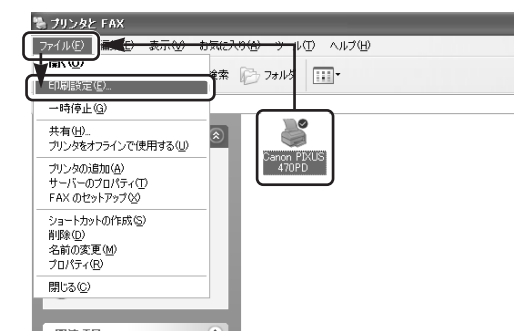 プリンタと FAX
ファイル(F) 編集(E) 表示(V) お気に入り(A) ツール(T) ヘルプ(H)
開く(O)
検索 フォルダ
印刷設定(E)...
一時停止(G)
共有(H)...
プリンタをオフラインで使用する(U)
プリンタの追加(A)
サーバーのプロパティ(T)
FAX のセットアップ(X)
ショートカットの作成(S)
削除(D)
名前の変更(M)
プロパティ(R)
閉じる(C)
Canon PIXUS
470PD